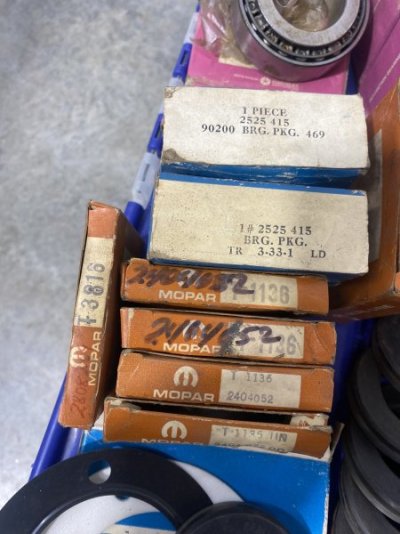 1 PIECE
2525 415
90200 BRG. PKG. 469
1# 2525 415
BRG. PKG.
TR 3-33-1 LD
T-3816
MOPAR
2404052
MOPAR
T-1136
2404052
MOPAR
T-1136
MOPAR
T 1136
2404052
MOPAR